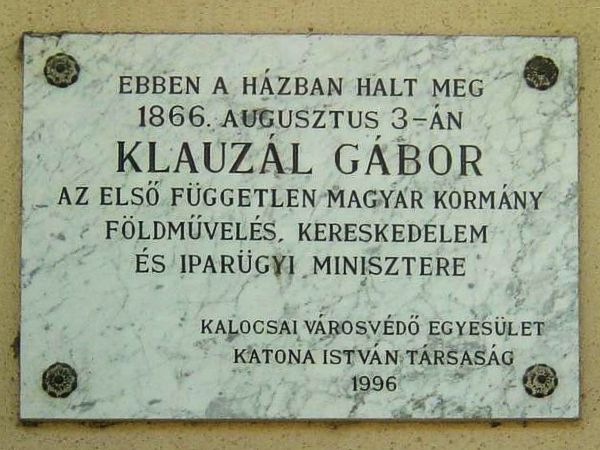 EBBEN A HÁZBAN HALT MEG
1866. AUGUSZTUS 3-ÁN
KLAUZÁL GÁBOR
AZ ELSŐ FÜGGETLEN MAGYAR KORMÁNY
FÖLDMŰVELÉS, KERESKEDELEM
ÉS IPARÜGYI MINISZTERE
KALOCSAI VÁROSVÉDŐ EGYESÜLET
KATONA ISTVÁN TÁRSASÁG
1996